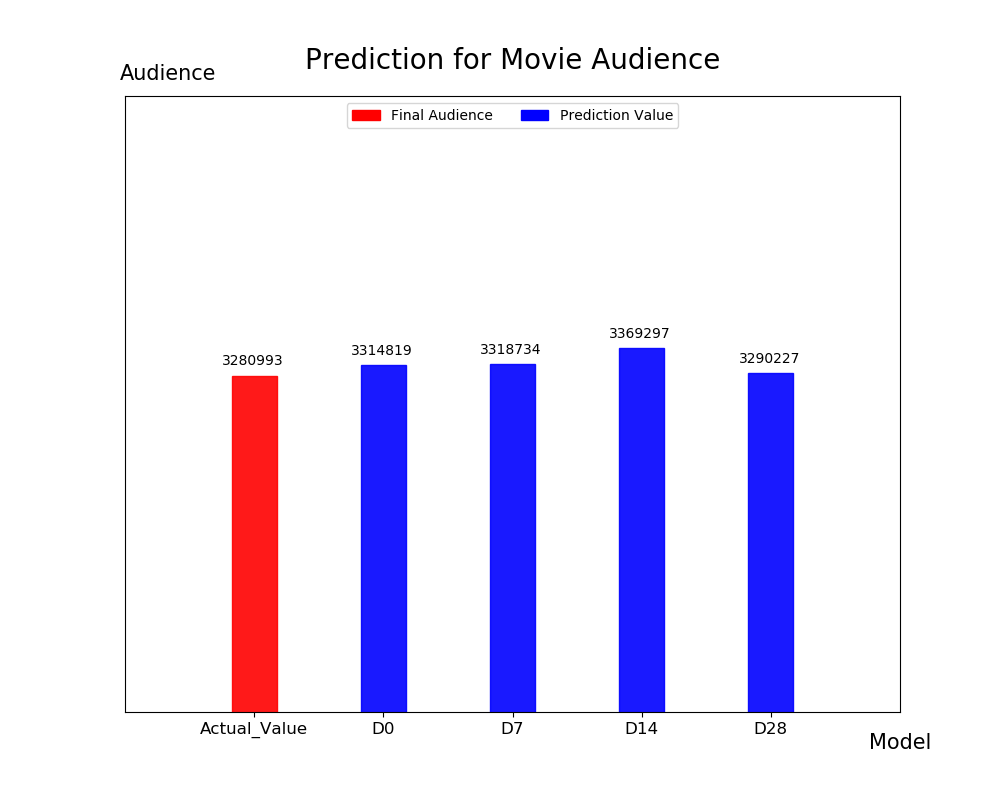 Prediction for Movie Audience
Audience
Final Audience
Prediction Value
3280993
3314819
3318734
3369297
3290227
Actual_Value
D0
D7
D14
D28
Model